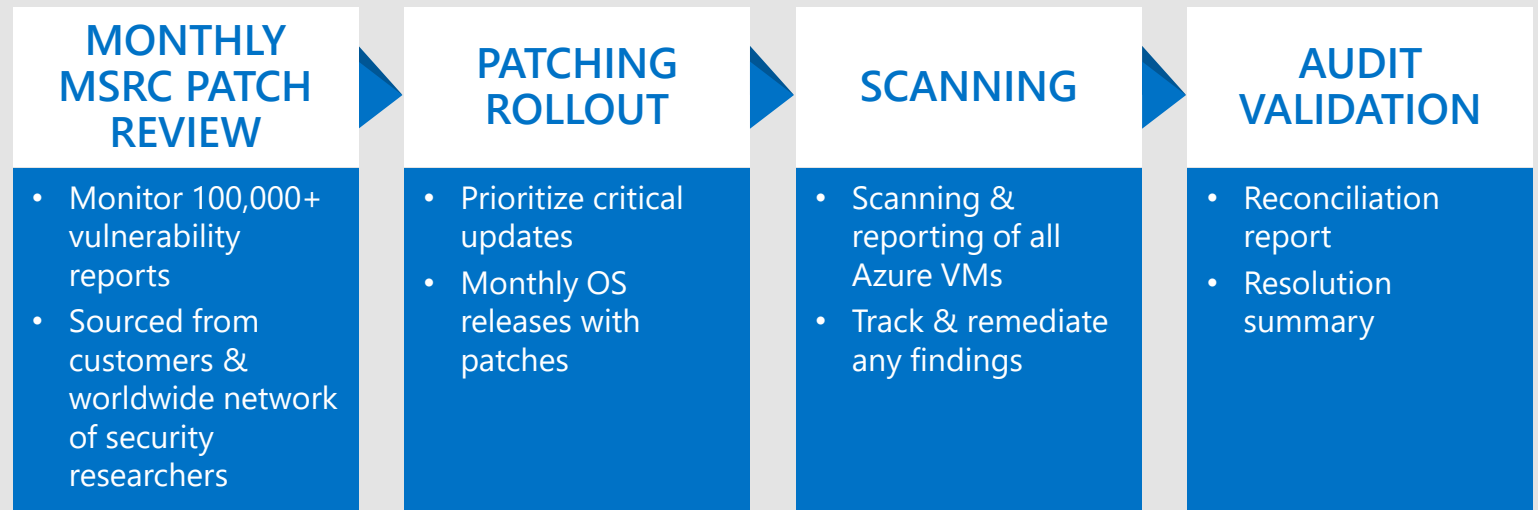 MONTHLY
MSRC PATCH
REVIEW
• Monitor 100,000+
vulnerability
reports
• Sourced from
customers &
worldwide network
of security
researchers
PATCHING
ROLLOUT
• Prioritize critical
updates
• Monthly OS
releases with
patches
SCANNING
• Scanning &
reporting of all
Azure VMs
• Track & remediate
any findings
AUDIT
VALIDATION
• Reconciliation
report
• Resolution
summary